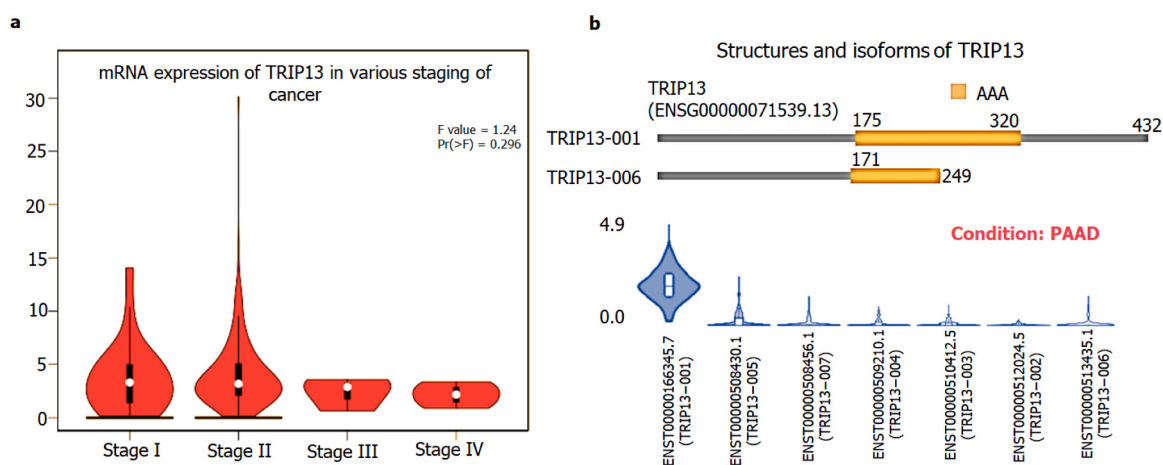 a
mRNA expression of TRIP13 in various staging of
cancer
F value = 1.24
Pr(>F) = 0.296
30
25
20
15
10
5
0
Stage I
Stage II
Stage III
Stage IV
b
Structures and isoforms of TRIP13
TRIP13
(ENSG00000071539.13)
AAA
175
320
432
TRIP13-001
171
TRIP13-006
249
4.9
Condition: PAAD
0.0
ENST0000166345.7
(TRIP13-001)
ENST00000508430.1
(TRIP13-005)
ENST00000508456.1
(TRIP13-007)
ENST00000509210.1
(TRIP13-004)
ENST00000510412.5
(TRIP13-003)
ENST00000512024.5
(TRIP13-002)
ENST00000513435.1
(TRIP13-006)